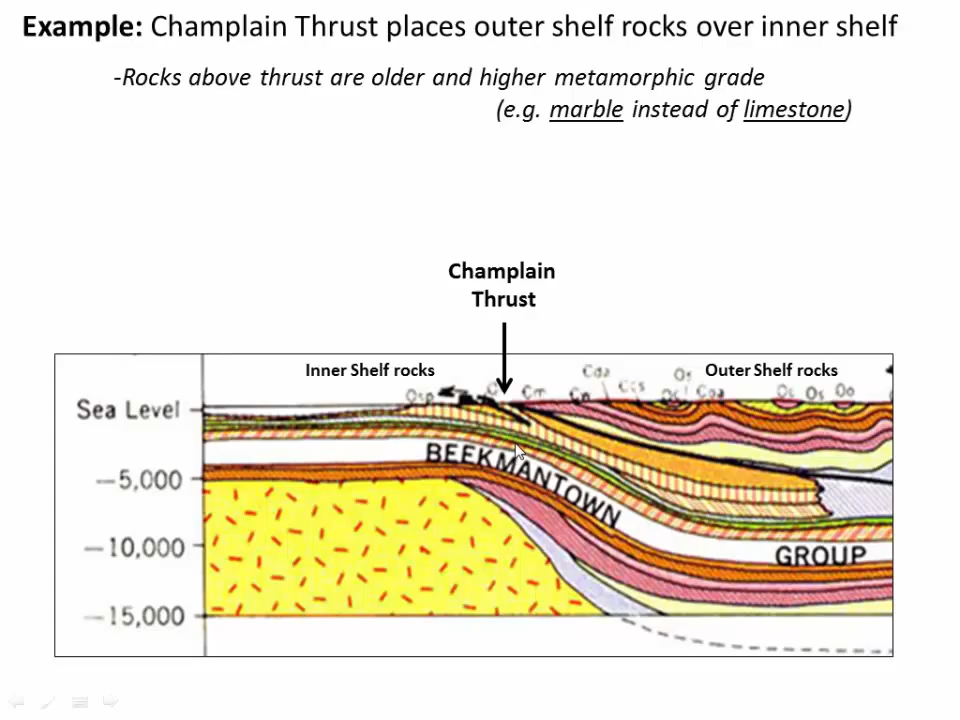 Example: Champlain Thrust places outer shelf rocks over inner shelf
-Rocks above thrust are older and higher metamorphic grade
(e.g. marble instead of limestone)
Champlain
Thrust
Inner Shelf rocks
Outer Shelf rocks
Sea Level
BEEKMANTOWN
GROUP
—5,000
—10,000
—15,000